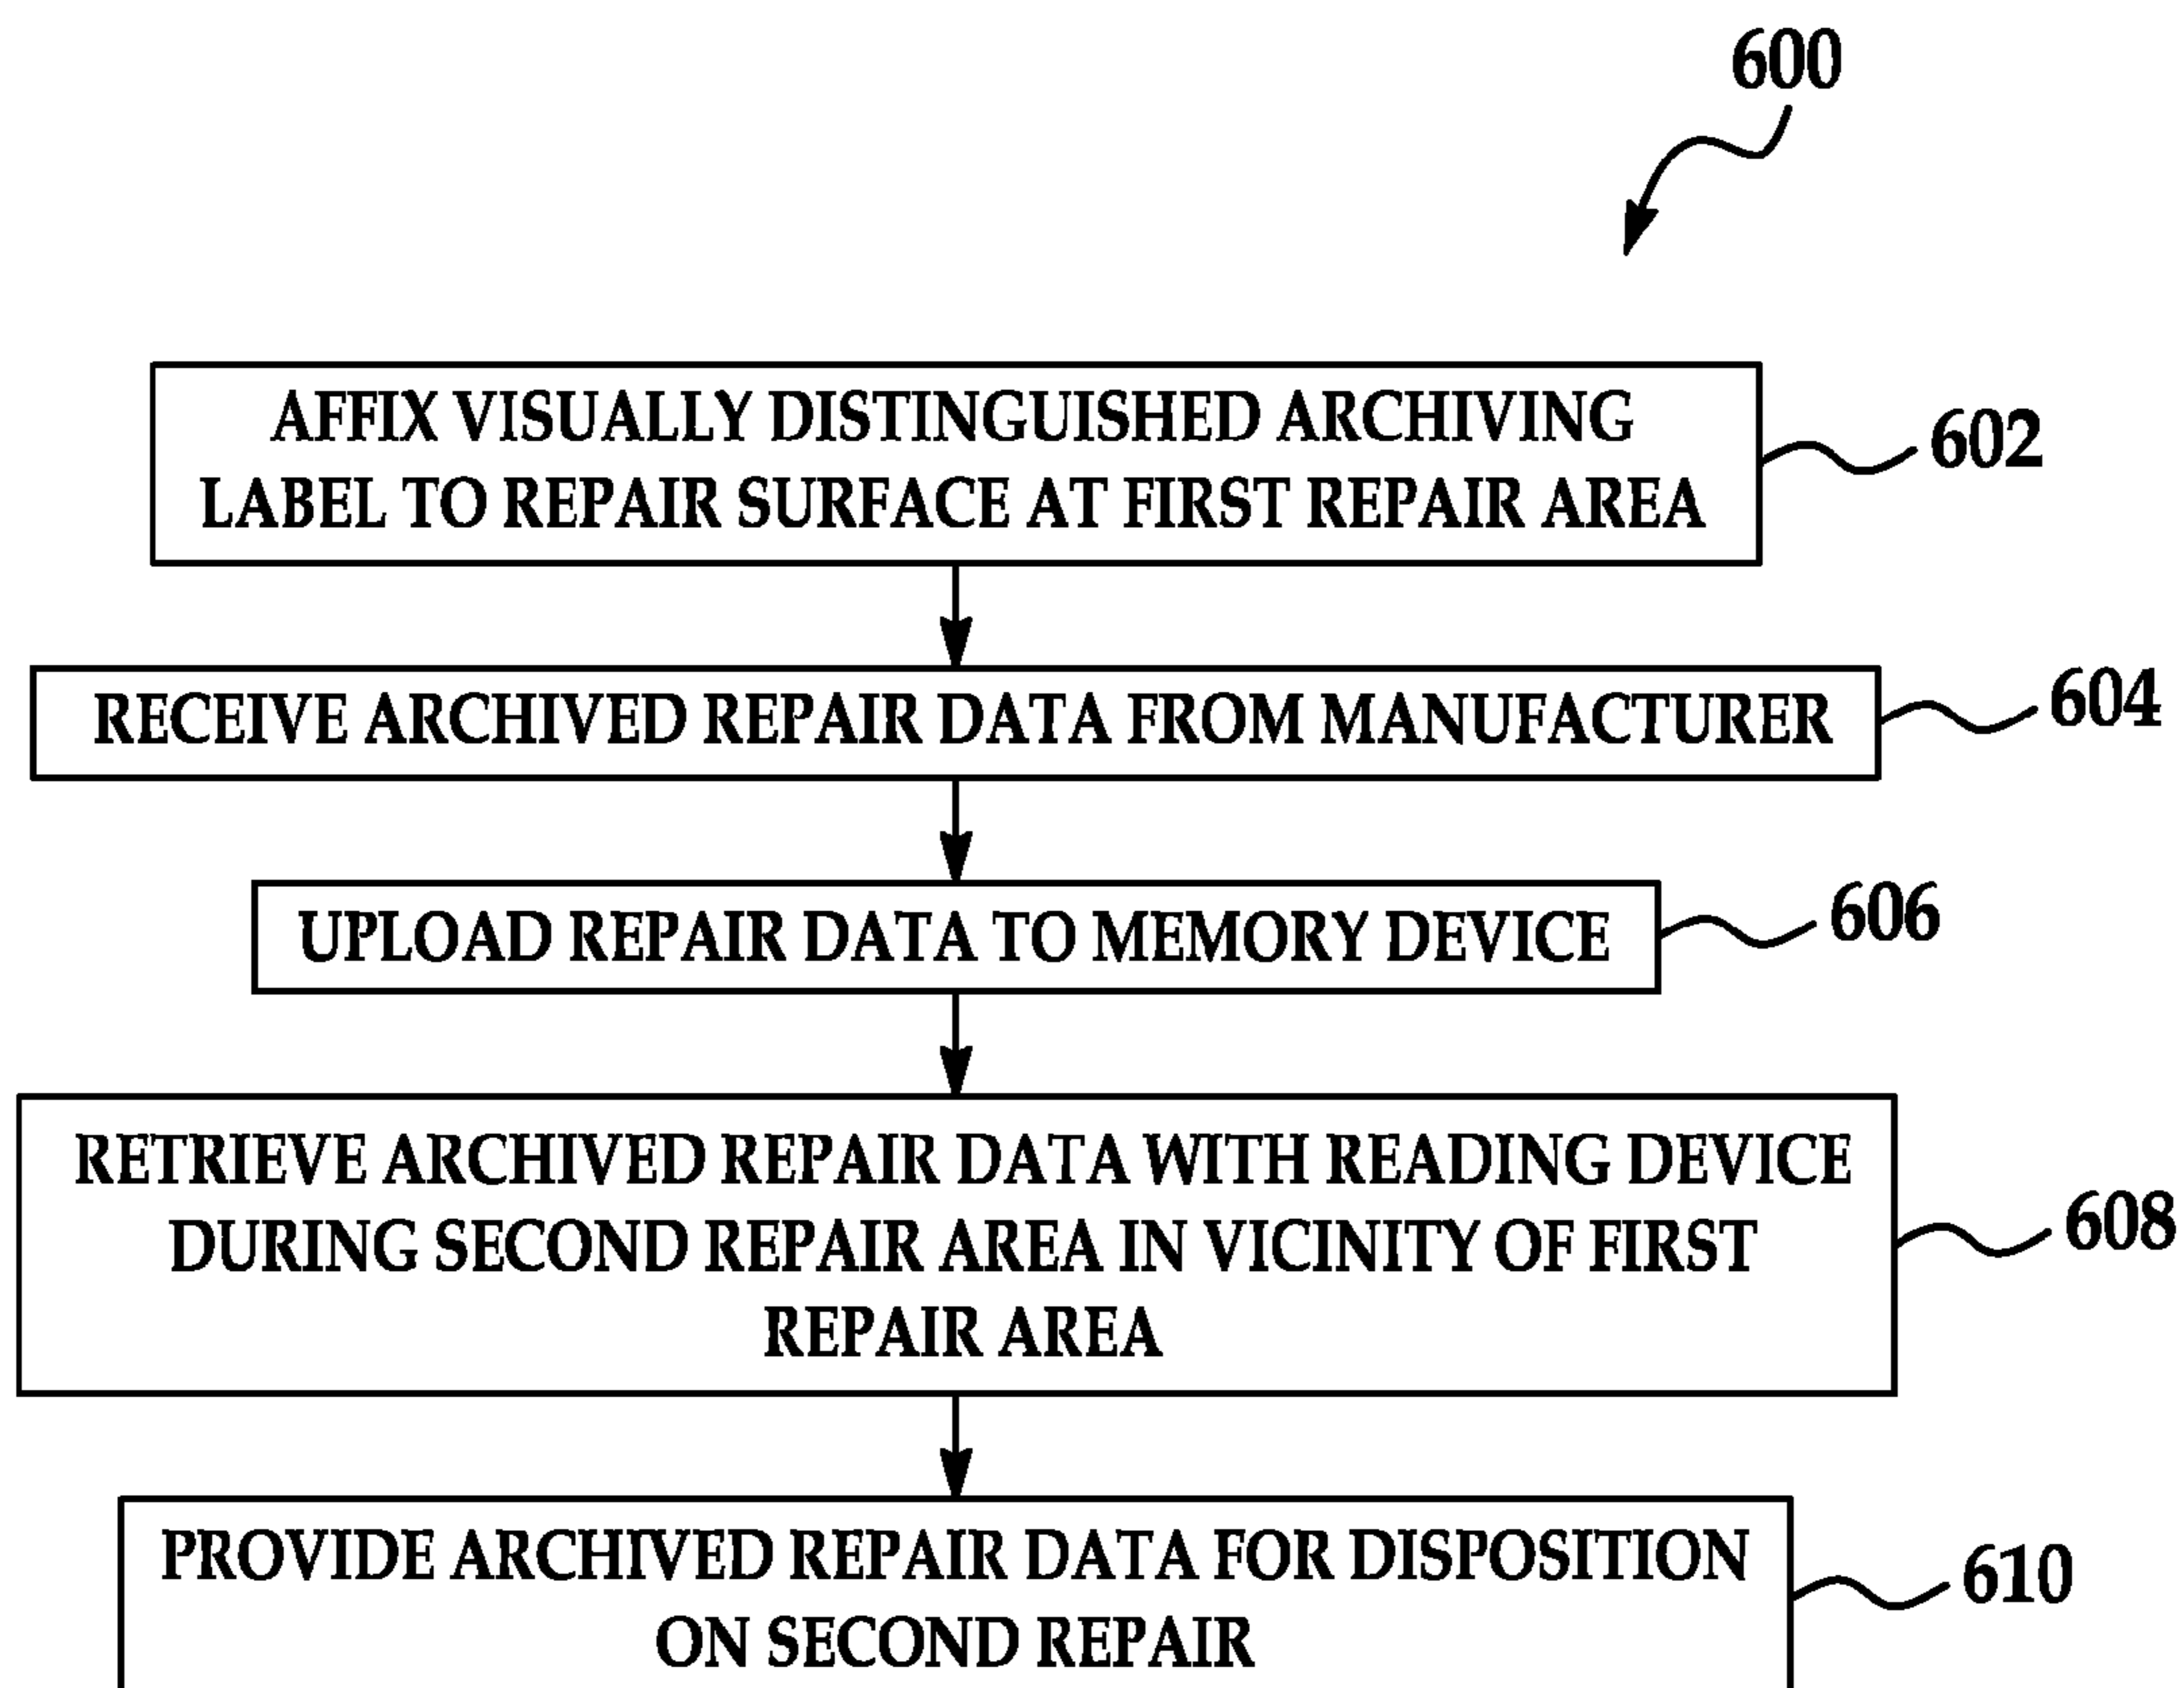 600
AFFIX VISUALLY DISTINGUISHED ARCHIVING
LABEL TO REPAIR SURFACE AT FIRST REPAIR AREA
602
RECEIVE ARCHIVED REPAIR DATA FROM MANUFACTURER
604
UPLOAD REPAIR DATA TO MEMORY DEVICE
606
RETRIEVE ARCHIVED REPAIR DATA WITH READING DEVICE
DURING SECOND REPAIR AREA IN VICINITY OF FIRST
REPAIR AREA
608
PROVIDE ARCHIVED REPAIR DATA FOR DISPOSITION
ON SECOND REPAIR
610